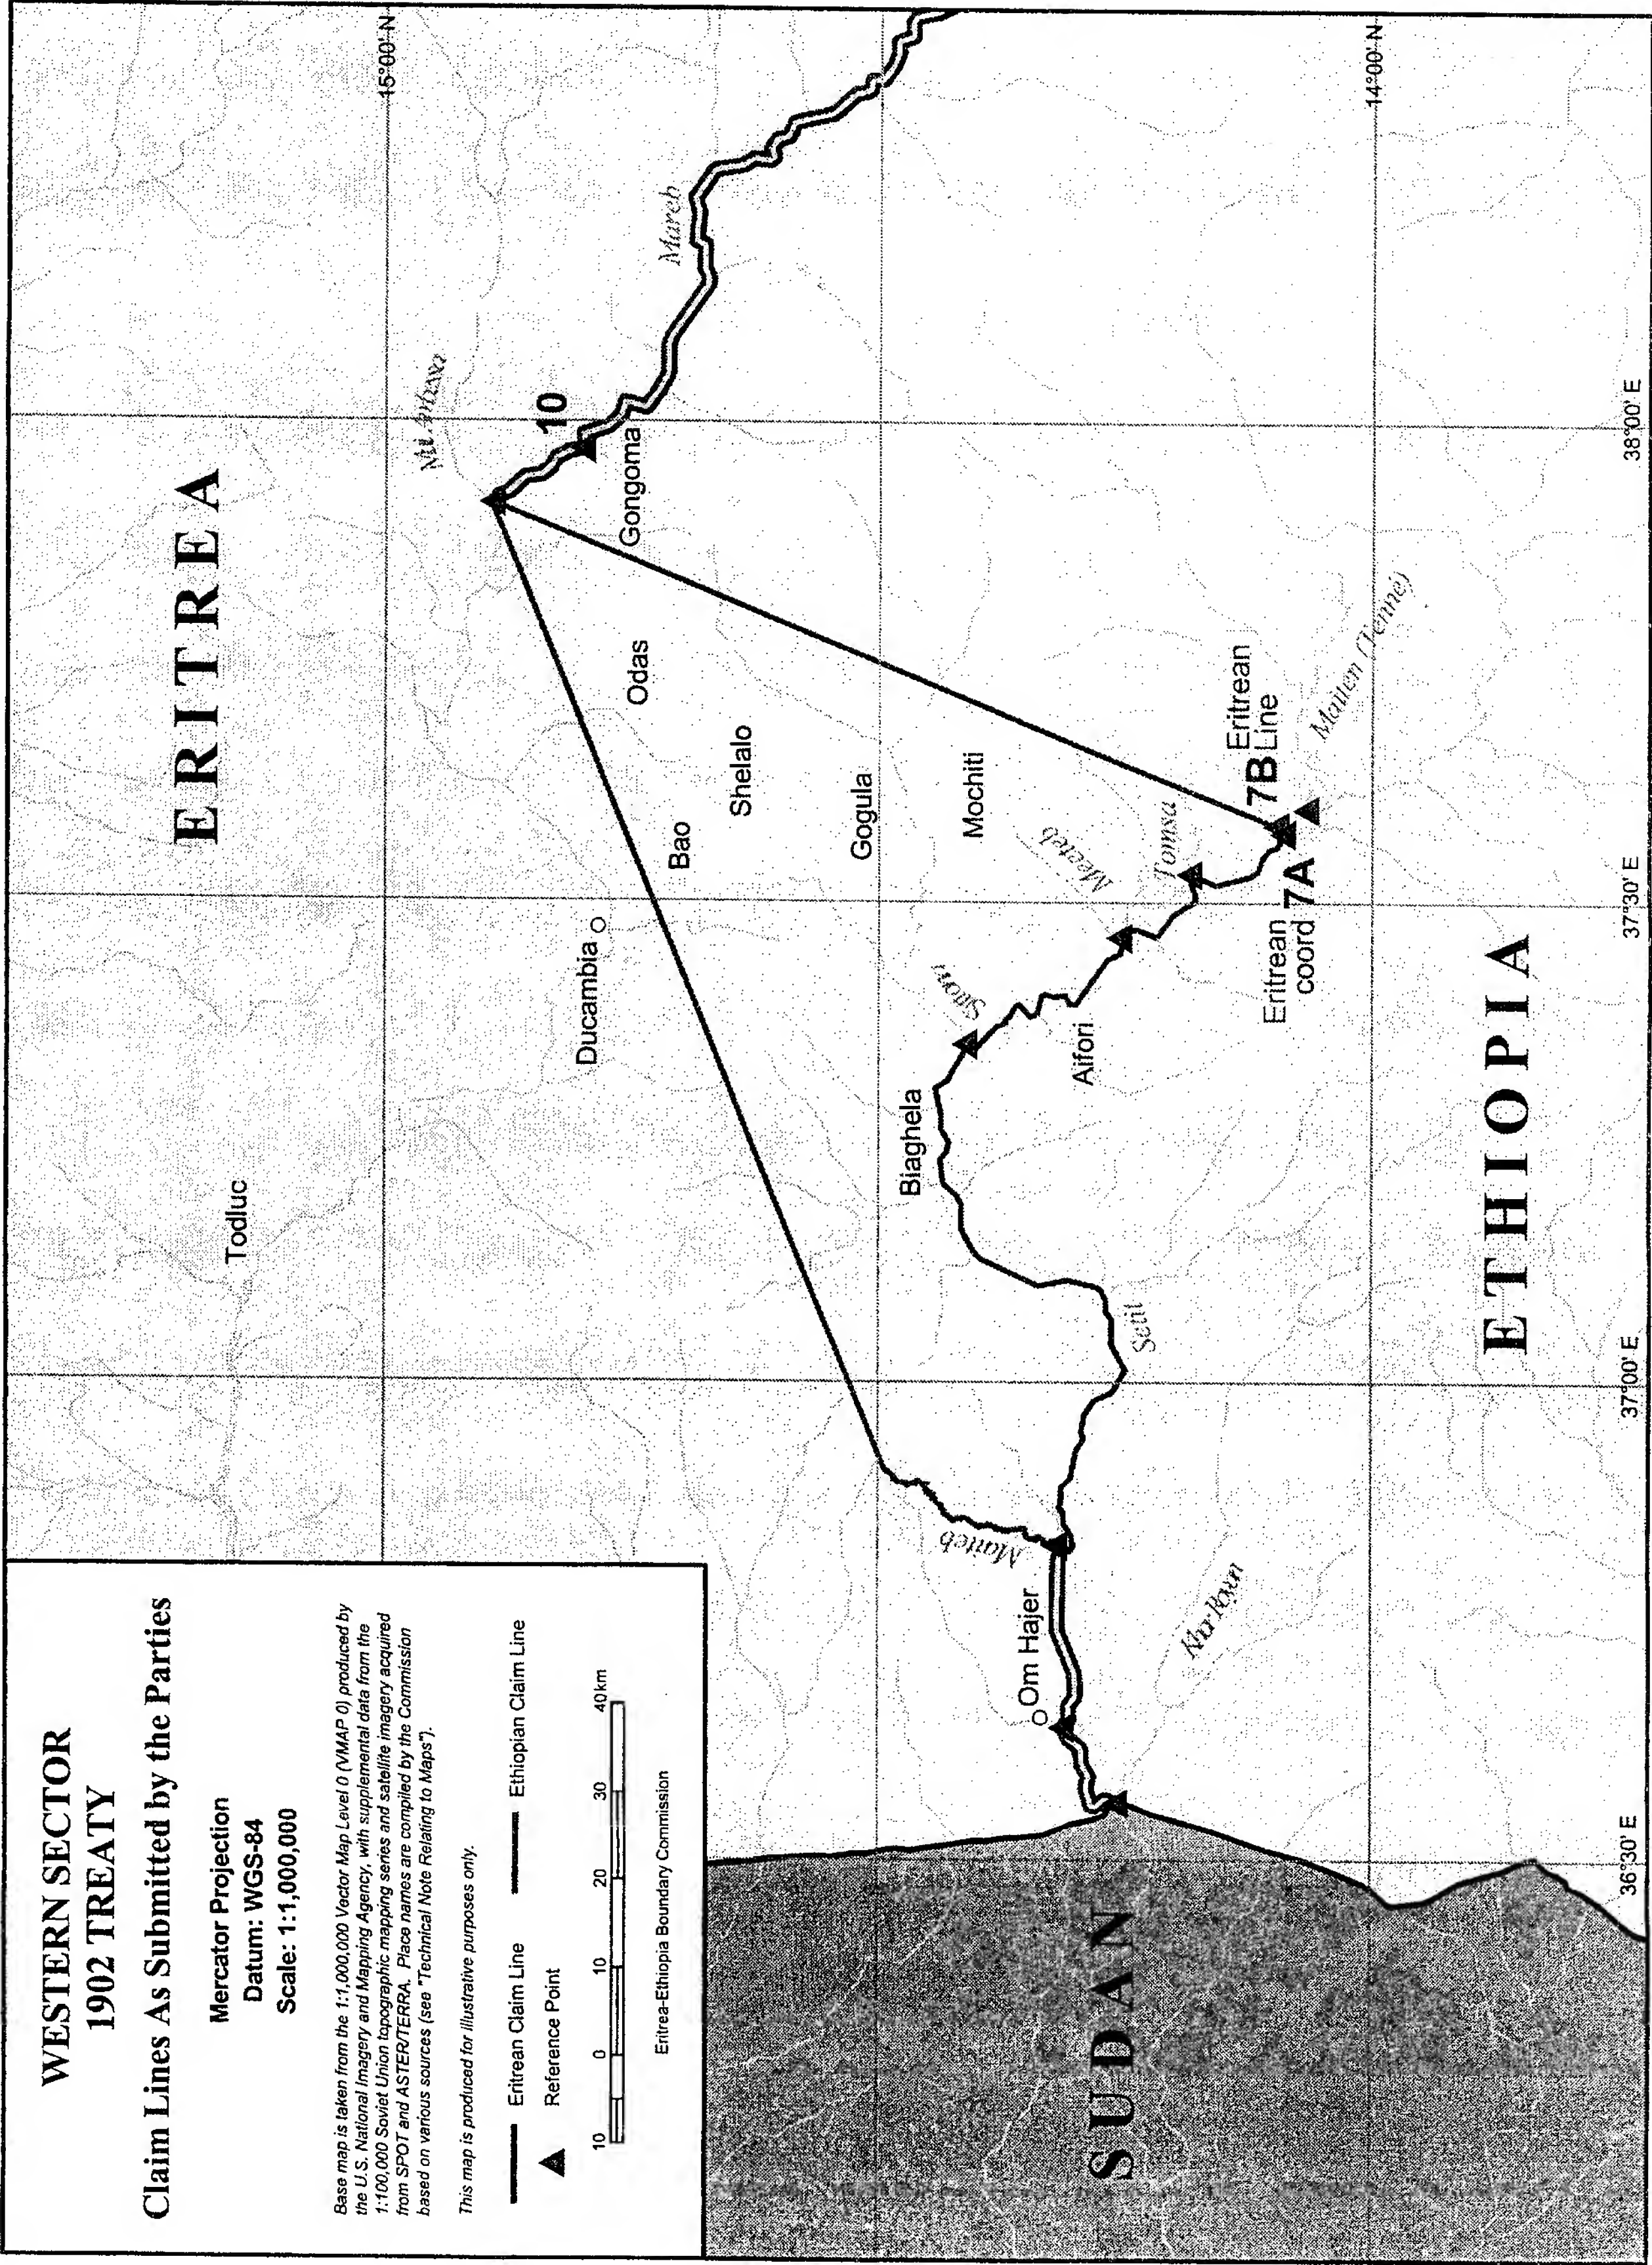 WESTERN SECTOR
1902 TREATY
Claim Lines As Submitted by the Parties
Mercator Projection
Datum: WGS-84
Scale: 1:1,000,000
Base map is taken from the 1:1,000,000 Vector Map Level 0 (VMAP 0) produced by
the U.S. National Imagery and Mapping Agency, with supplemental data from the
1:100,000 Soviet Union topographic mapping series and satellite imagery acquired
from SPOT and ASTER/TERRA. Place names are compiled by the Commission
based on various sources (see "Technical Note Relating to Maps").
This map is produced for illustrative purposes only.
Eritrean Claim Line
Ethiopian Claim Line
Reference Point
10 0 10 20 30 40km
Eritrea-Ethiopia Boundary Commission
ERITREA
15°00' N
Todluc
Mareb
10
Gongoma
Ducambia
Odas
Bao
Shelalo
Gogula
Mochiti
Biaghela
Sittona
Meeteb
Tomsa
Aifori
Maiteb
Om Hajer
Setit
Eritrean
7B Line
Maiten (Tenné)
Eritrean
coord 7A
Khor Royan
14°00' N
SUDAN
ETHIOPIA
36°30' E
37°00' E
37°30' E
38°00' E